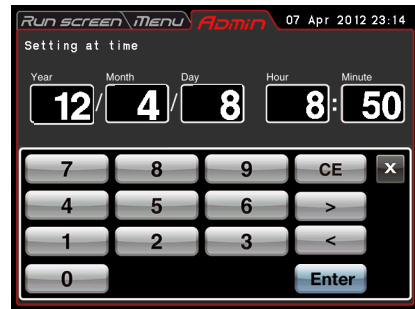 Run screen Menu Admin 07 Apr 2012 23:14
Setting at time
Year Month Day Hour Minute
12/ 4/ 8 8: 50
7 8 9 CE X
4 5 6 >
1 2 3 <
0 Enter